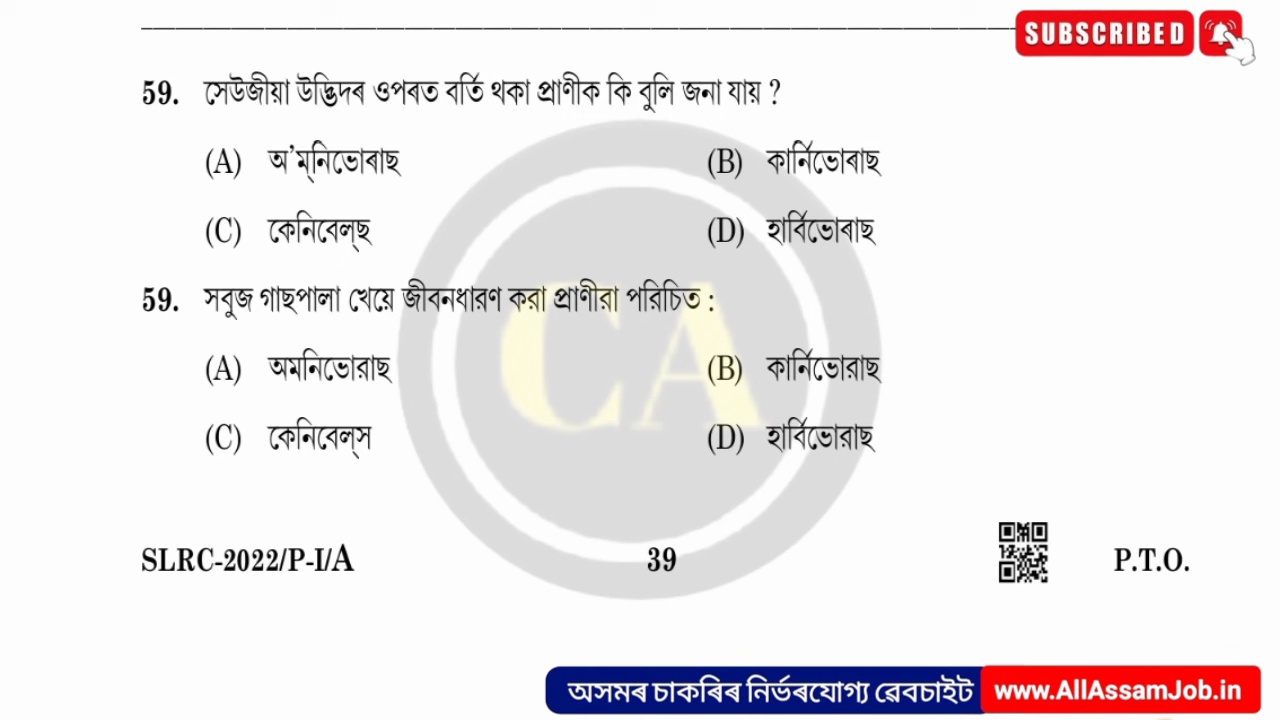 SUBSCRIBED
59. সেউজীয়া উদ্ভিদৰ ওপৰত বৰ্তি থকা প্ৰাণীক কি বুলি জনা যায় ?
(A) অ’ম্‌নিভোৰাছ (B) কাৰ্নিভোৰাছ
(C) কেনিবেল্‌ছ (D) হাৰ্বিভোৰাছ
59. সবুজ গাছপালা খেয়ে জীবনধারণ করা প্রাণীরা পরিচিত :
(A) অমনিভোরাছ (B) কার্নিভোরাছ
(C) কেনিবেল্‌স (D) হার্বিভোরাছ
CA
SLRC-2022/P-I/A 39 P.T.O.
অসমৰ চাকৰিৰ নিৰ্ভৰযোগ্য ৱেবচাইট www.AllAssamJob.in